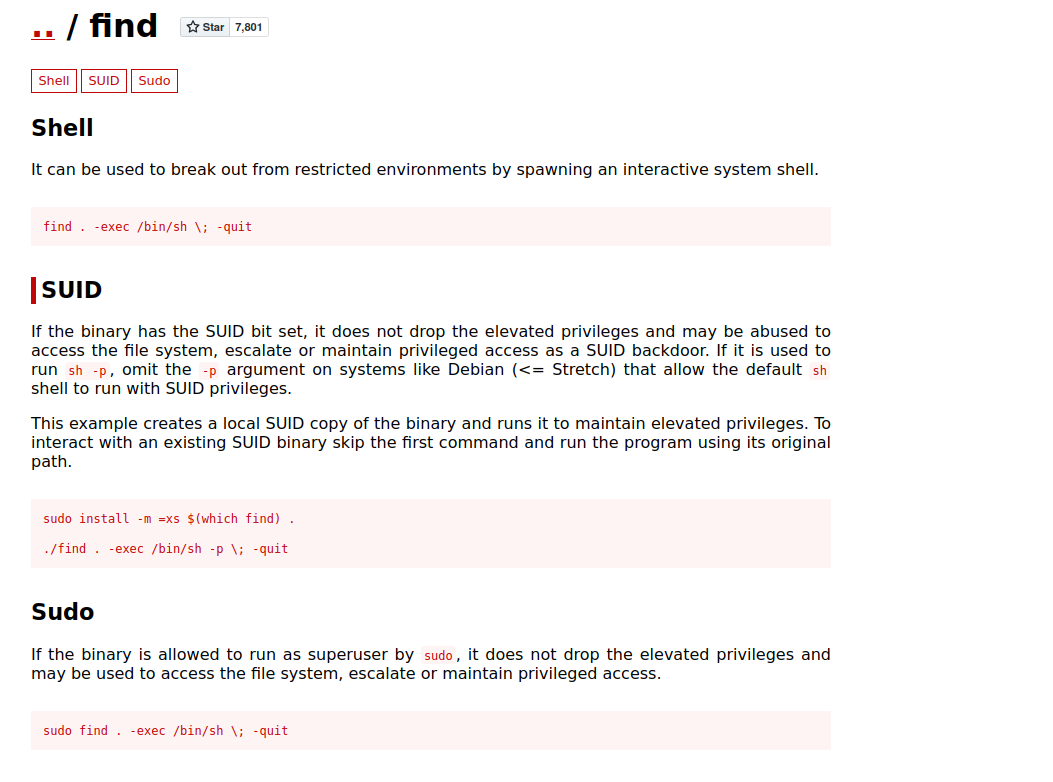 .. / find Star 7,801
Shell SUID Sudo
Shell
It can be used to break out from restricted environments by spawning an interactive system shell.
find . -exec /bin/sh \; -quit
SUID
If the binary has the SUID bit set, it does not drop the elevated privileges and may be abused to
access the file system, escalate or maintain privileged access as a SUID backdoor. If it is used to
run sh -p, omit the -p argument on systems like Debian (<= Stretch) that allow the default sh
shell to run with SUID privileges.
This example creates a local SUID copy of the binary and runs it to maintain elevated privileges. To
interact with an existing SUID binary skip the first command and run the program using its original
path.
sudo install -m =xs $(which find) .
./find . -exec /bin/sh -p \; -quit
Sudo
If the binary is allowed to run as superuser by sudo, it does not drop the elevated privileges and
may be used to access the file system, escalate or maintain privileged access.
sudo find . -exec /bin/sh \; -quit